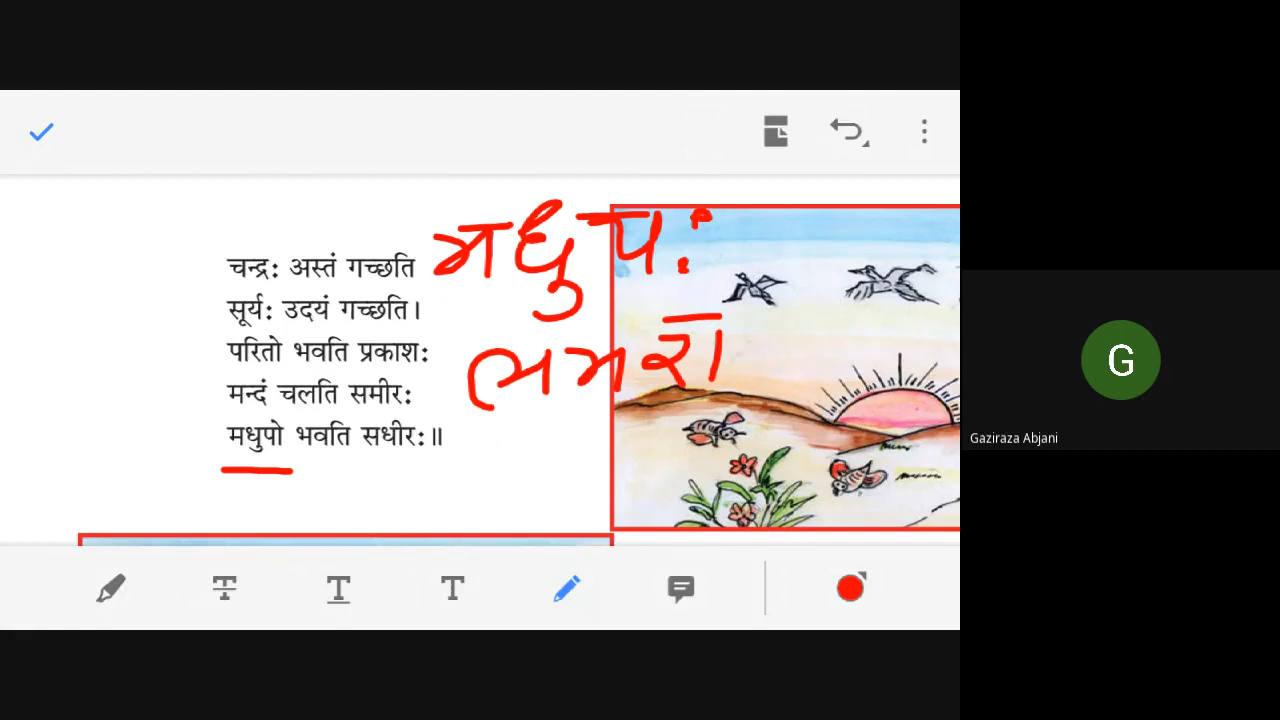 चन्द्र: अस्तं गच्छति
सूर्य: उदयं गच्छति।
परितो भवति प्रकाश:
मन्दं चलति समीर:
मधुपो भवति सधीर:॥
मधुप:
ભમરો
T
T
T
G
Gaziraza Abjani